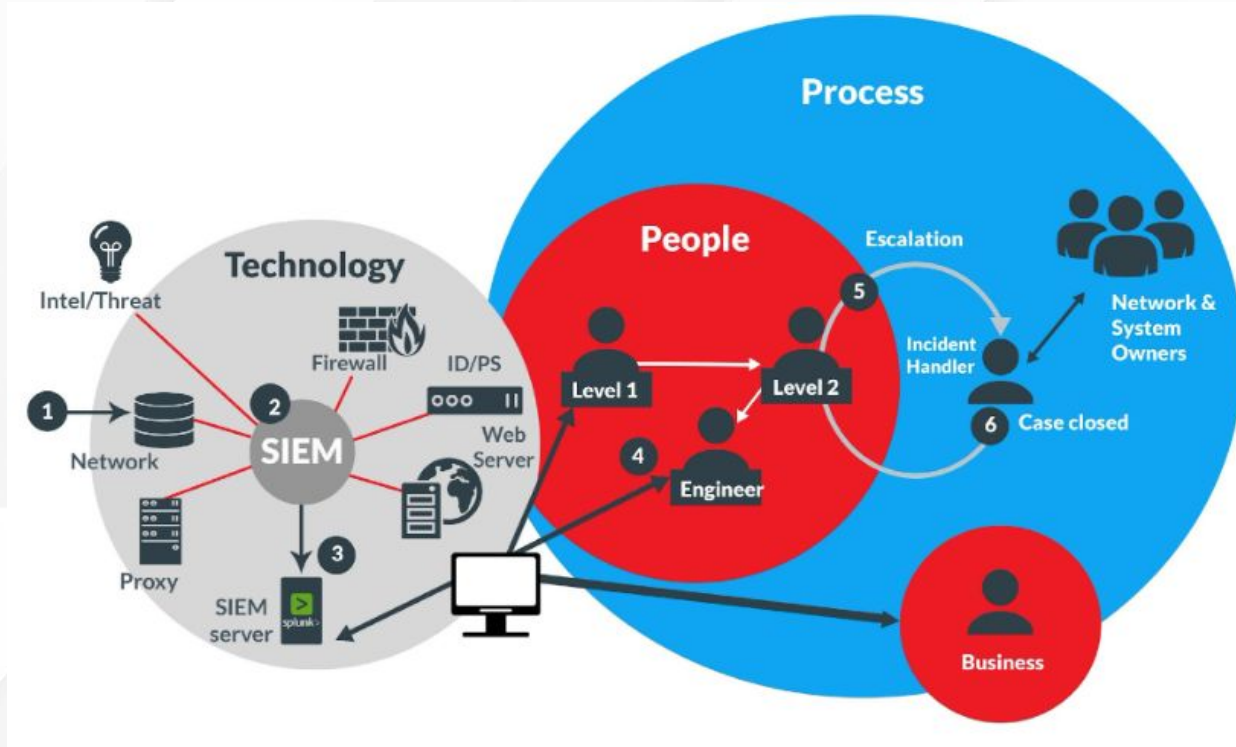 Process
People
Technology
Intel/Threat
Firewall
ID/PS
1
2
SIEM
Network
Web
Server
Proxy
3
SIEM
server
>
splunk>
Level 1
Level 2
4
Engineer
5
Escalation
Incident
Handler
6
Case closed
Network &
System
Owners
Business